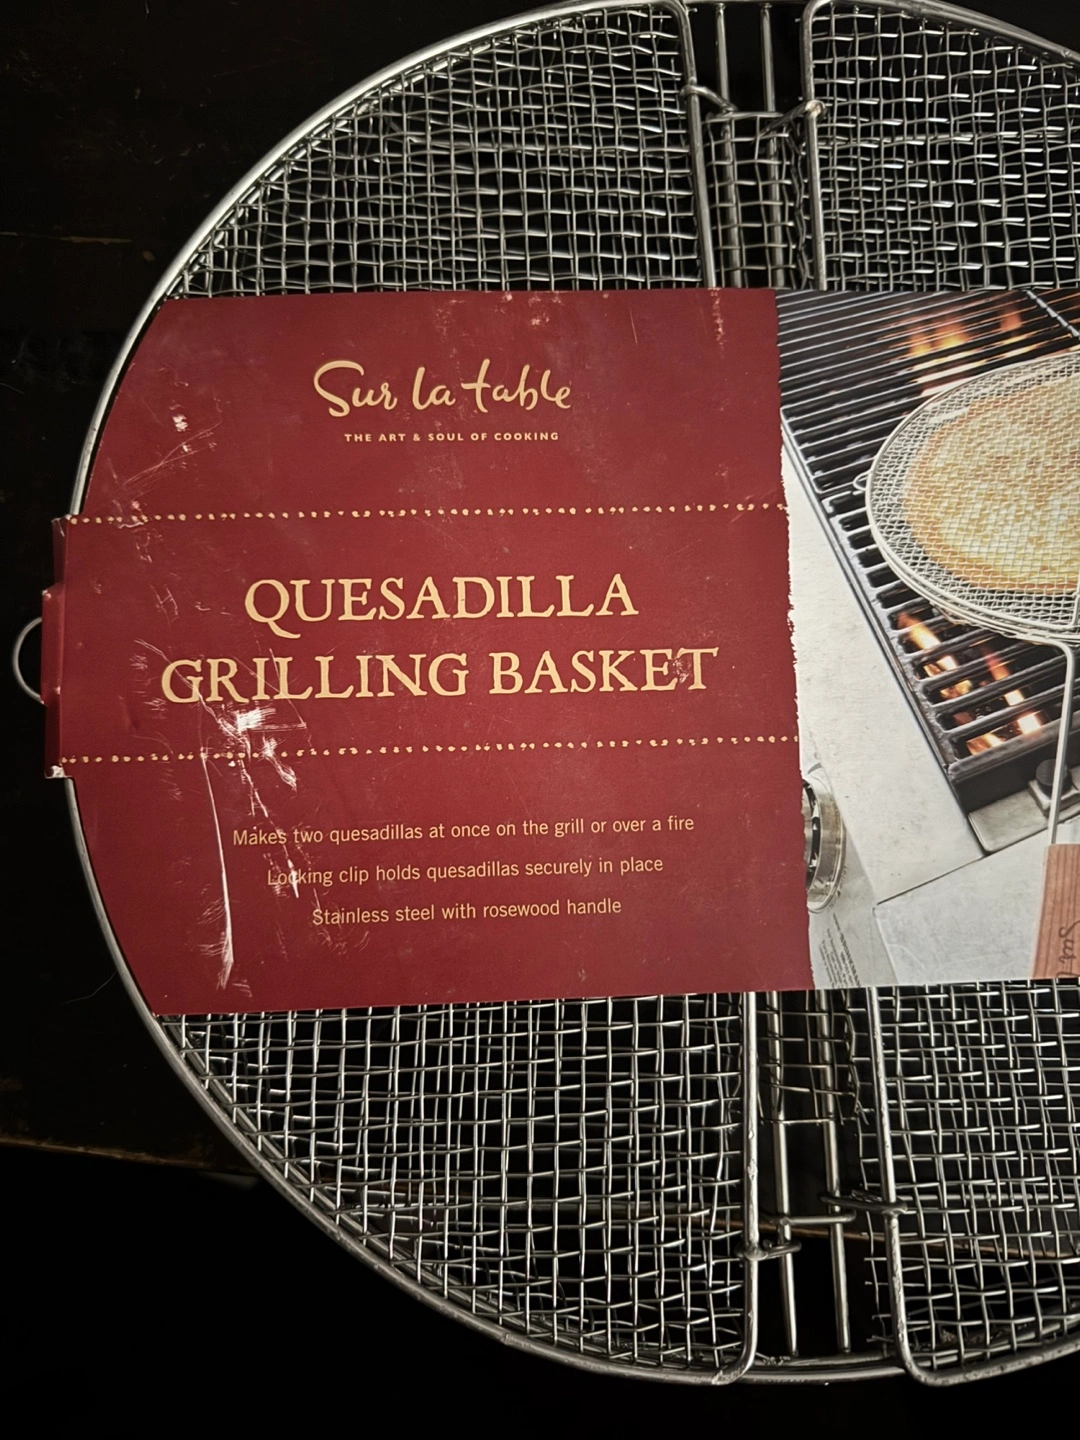 Sur la table
THE ART & SOUL OF COOKING
QUESADILLA
GRILLING BASKET
Makes two quesadillas at once on the grill or over a fire
Locking clip holds quesadillas securely in place
Stainless steel with rosewood handle
Sur